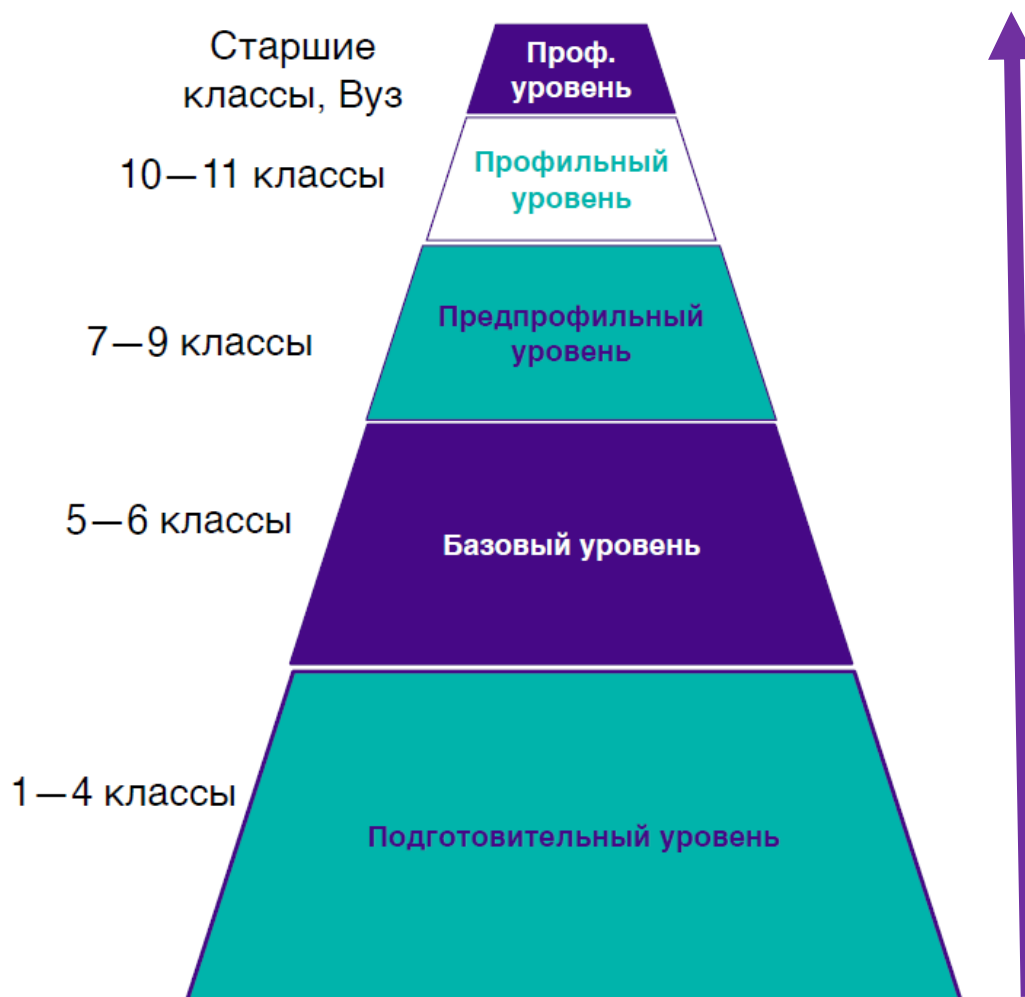 Старшие
классы, Вуз
Проф.
уровень
10—11 классы
Профильный
уровень
7—9 классы
Предпрофильный
уровень
5—6 классы
Базовый уровень
1—4 классы
Подготовительный уровень